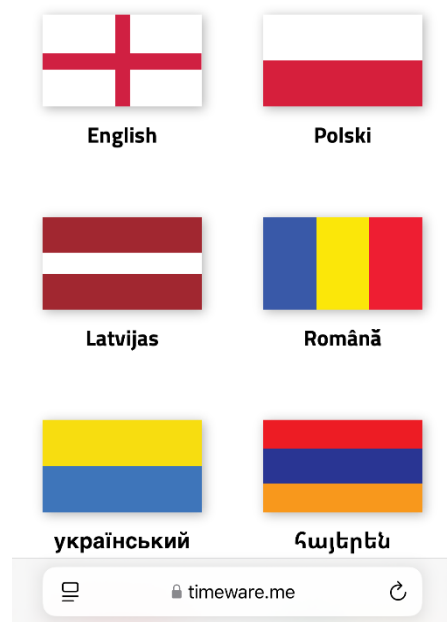 English
Polski
Latvijas
Română
український
հայերեն
timeware.me